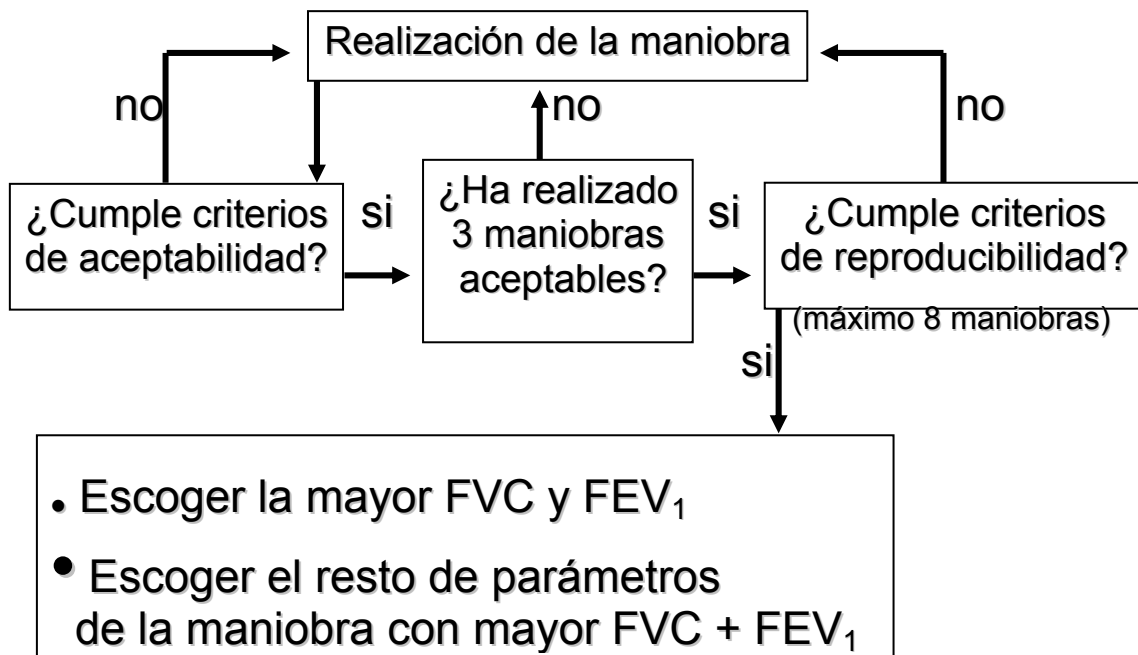 Realización de la maniobra
no
no
no
¿Cumple criterios
de aceptabilidad?
si
¿Ha realizado
3 maniobras
aceptables?
si
¿Cumple criterios
de reproducibilidad?
(máximo 8 maniobras)
si
• Escoger la mayor FVC y FEV₁
• Escoger el resto de parámetros
de la maniobra con mayor FVC + FEV₁